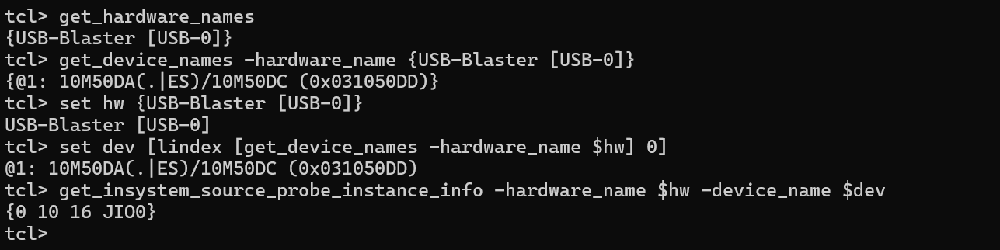 tcl> get_hardware_names
{USB-Blaster [USB-0]}
tcl> get_device_names -hardware_name {USB-Blaster [USB-0]}
{@1: 10M50DA(.|ES)/10M50DC (0x031050DD)}
tcl> set hw {USB-Blaster [USB-0]}
USB-Blaster [USB-0]
tcl> set dev [lindex [get_device_names -hardware_name $hw] 0]
@1: 10M50DA(.|ES)/10M50DC (0x031050DD)
tcl> get_insystem_source_probe_instance_info -hardware_name $hw -device_name $dev
{0 10 16 JIO0}
tcl>